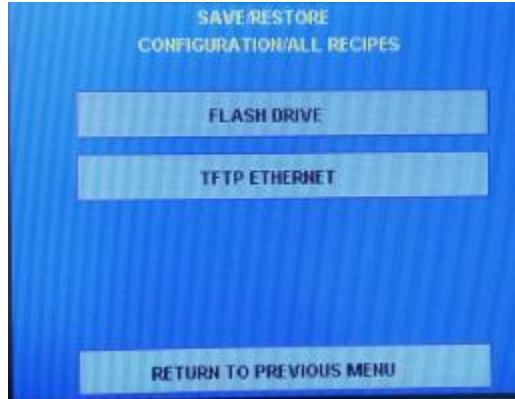 SAVE/RESTORE
CONFIGURATION/ALL RECIPES
FLASH DRIVE
TFTP ETHERNET
RETURN TO PREVIOUS MENU